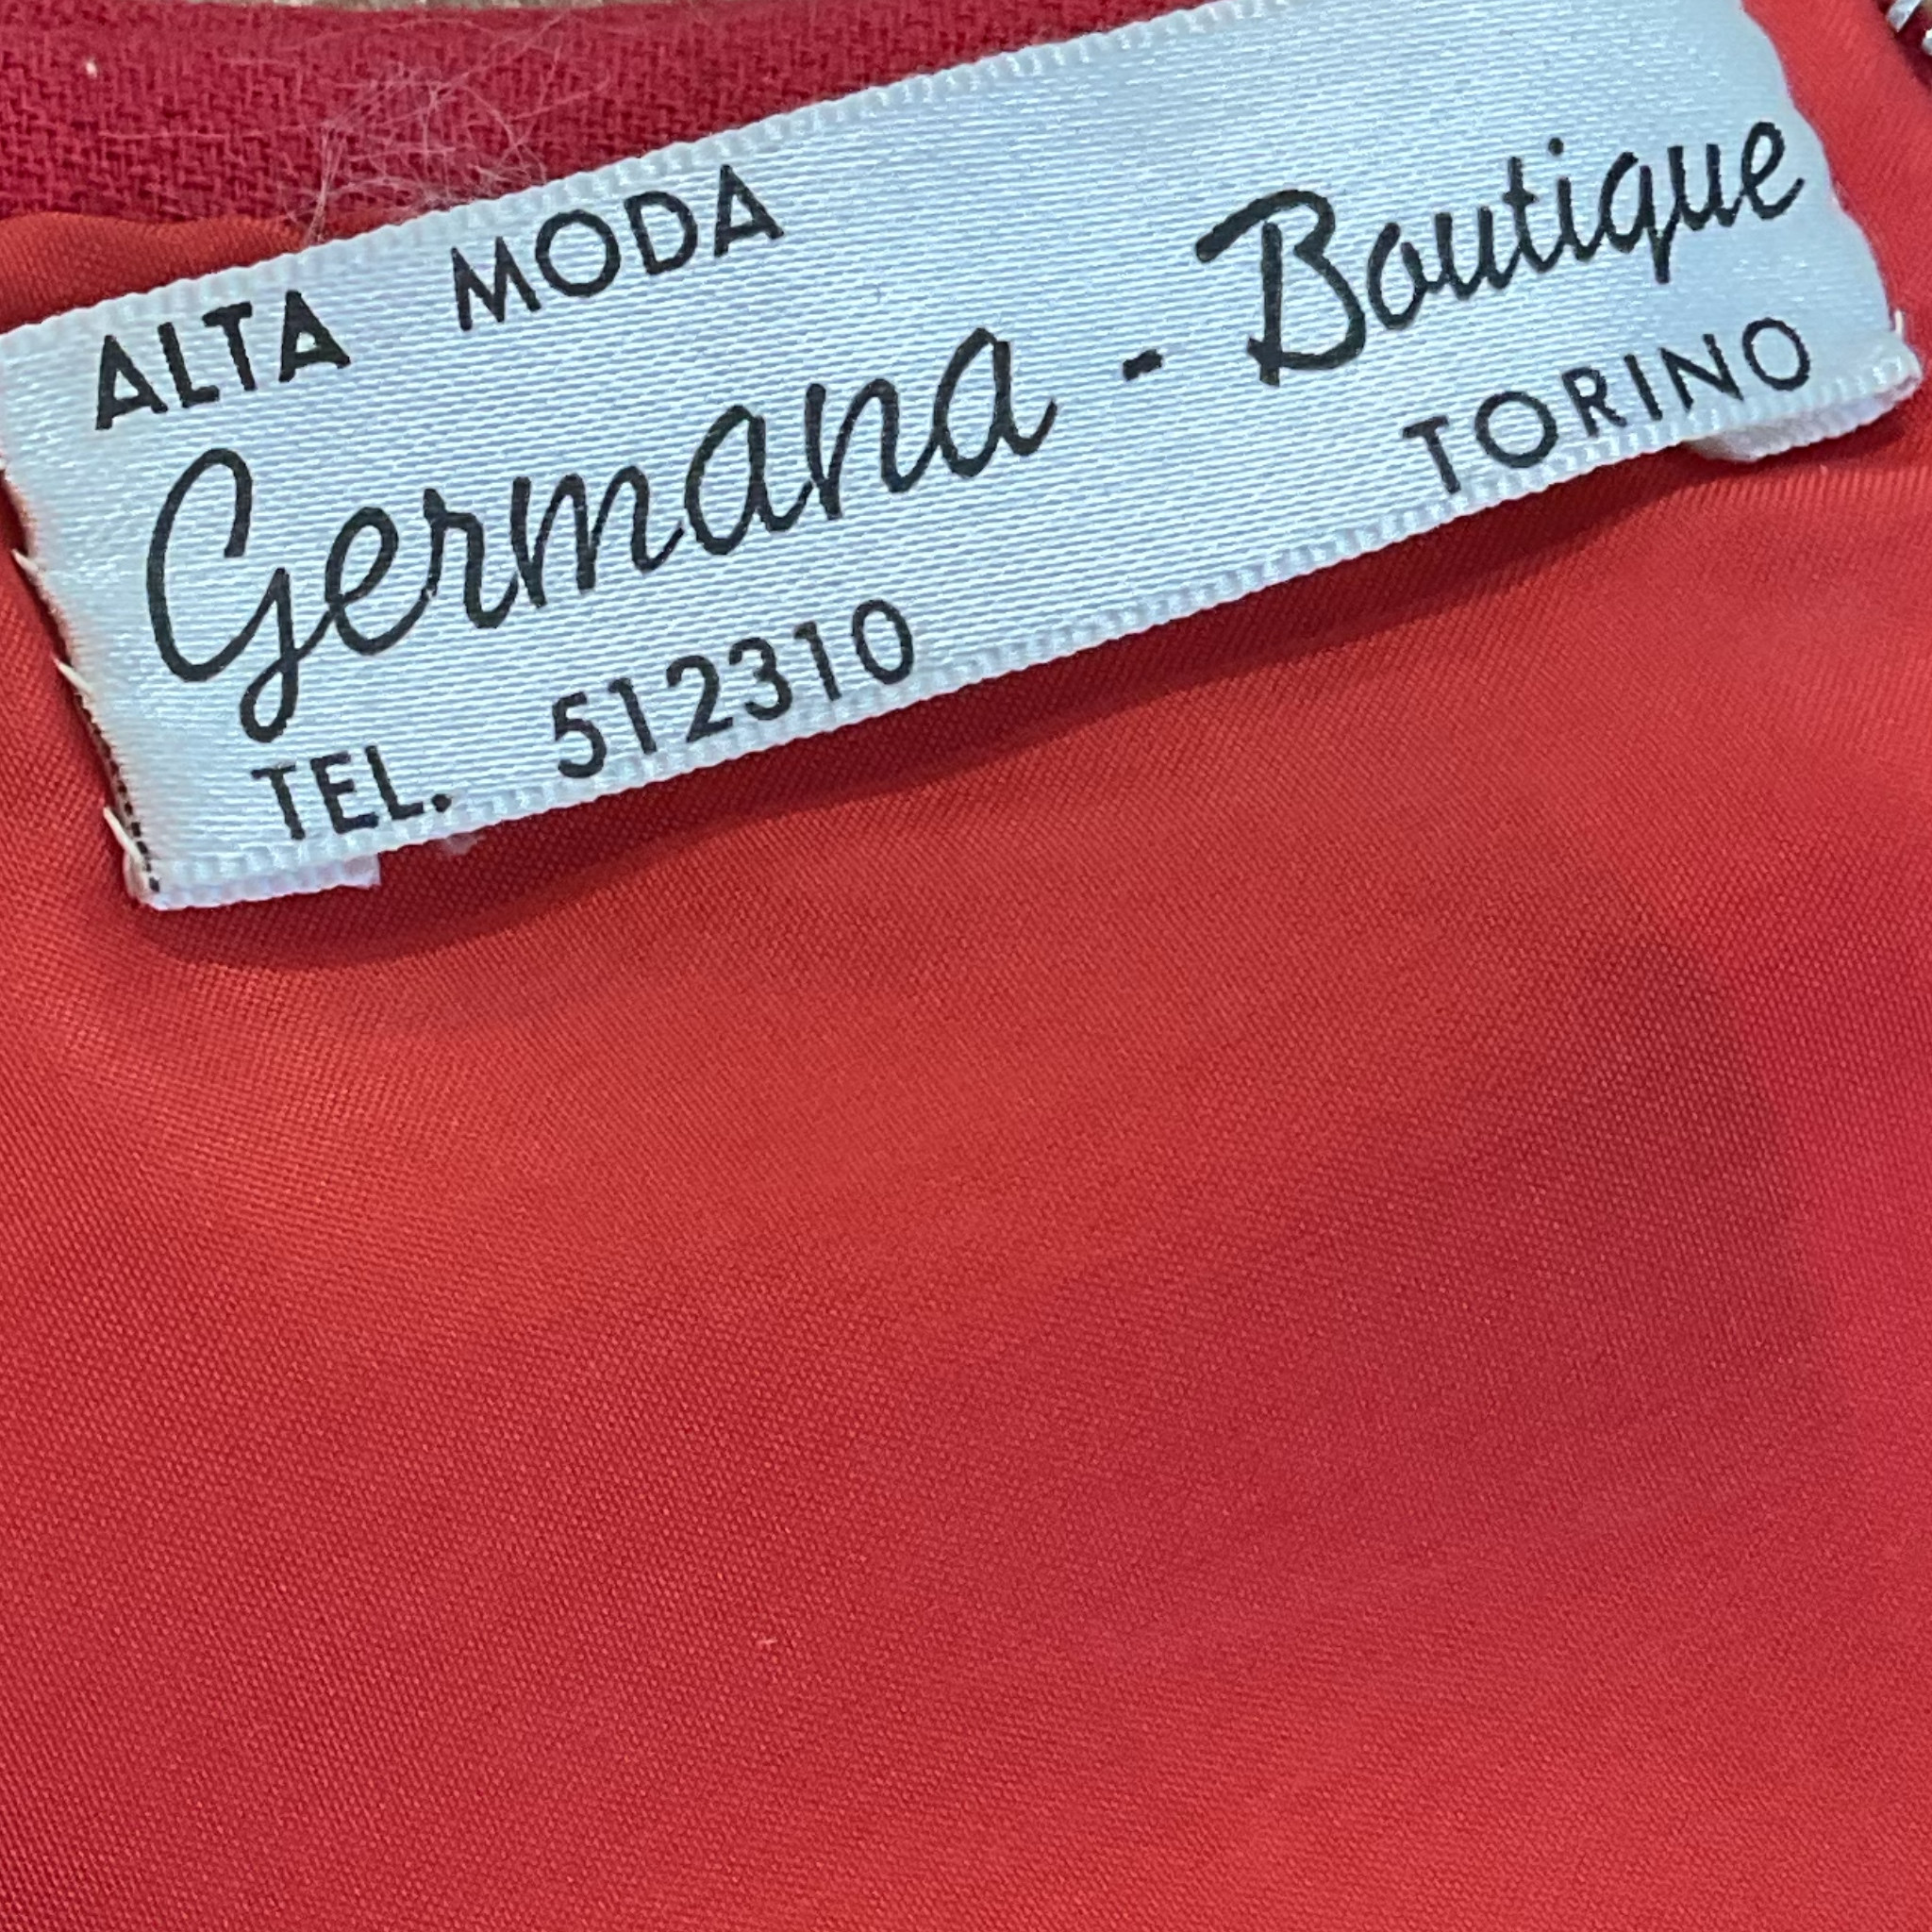 ALTA MODA
Germana - Boutique
TEL. 512310 TORINO